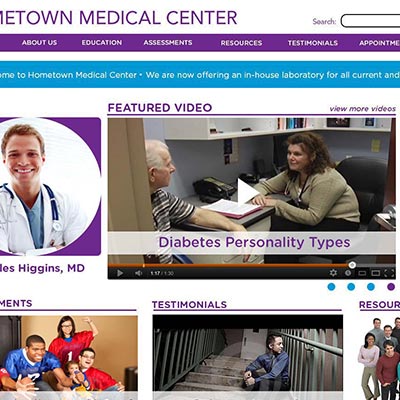 METOWN MEDICAL CENTER
Search:
ABOUT US EDUCATION ASSESSMENTS RESOURCES TESTIMONIALS APPOINTME
ome to Hometown Medical Center • We are now offering an in-house laboratory for all current and
FEATURED VIDEO view more videos
Diabetes Personality Types
1:17 / 1:30
les Higgins, MD
MENTS TESTIMONIALS RESOUR